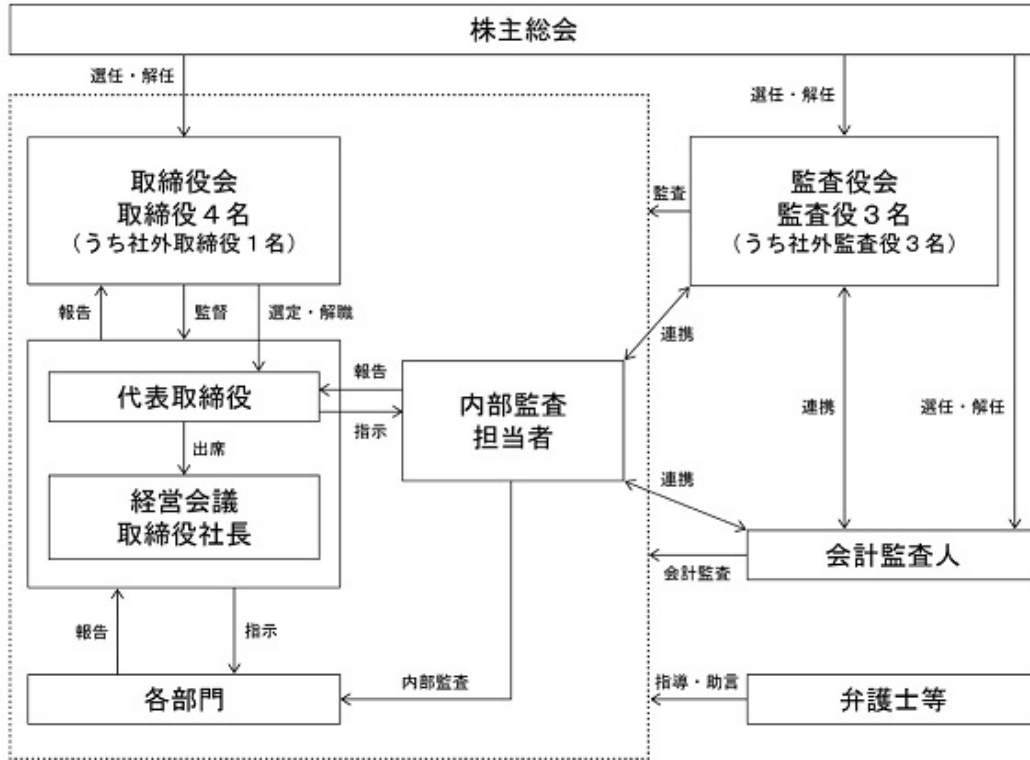 株主総会
選任・解任
選任・解任
取締役会
取締役４名
（うち社外取締役１名）
監査
監査役会
監査役３名
（うち社外監査役３名）
報告
監督
選定・解職
連携
代表取締役
報告
指示
内部監査
担当者
連携
選任・解任
出席
経営会議
取締役社長
連携
会計監査人
会計監査
報告
指示
各部門
内部監査
指導・助言
弁護士等